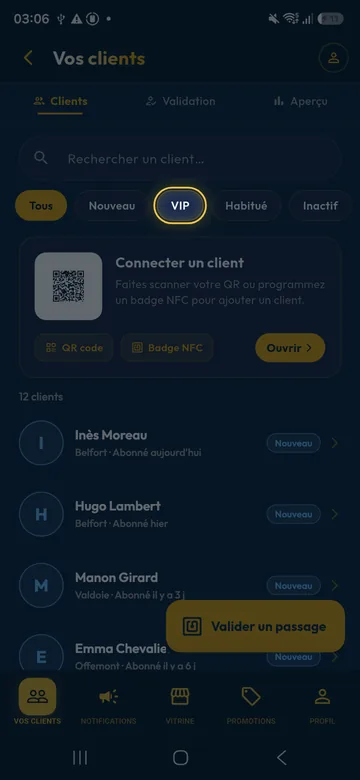 03:06
Vos clients
Clients
Validation
Aperçu
Rechercher un client...
Tous
Nouveau
VIP
Habitué
Inactif
Connecter un client
Faites scanner votre QR ou programmez
un badge NFC pour ajouter un client.
QR code
Badge NFC
Ouvrir
12 clients
I
Inès Moreau
Belfort · Abonné aujourd'hui
Nouveau
H
Hugo Lambert
Belfort · Abonné hier
Nouveau
M
Manon Girard
Valdoie · Abonné il y a 3 j
Nouveau
Valider un passage
E
Emma Chevalie
Offemont · Abonné il y a 6 j
Nouveau
VOS CLIENTS
NOTIFICATIONS
VITRINE
PROMOTIONS
PROFIL